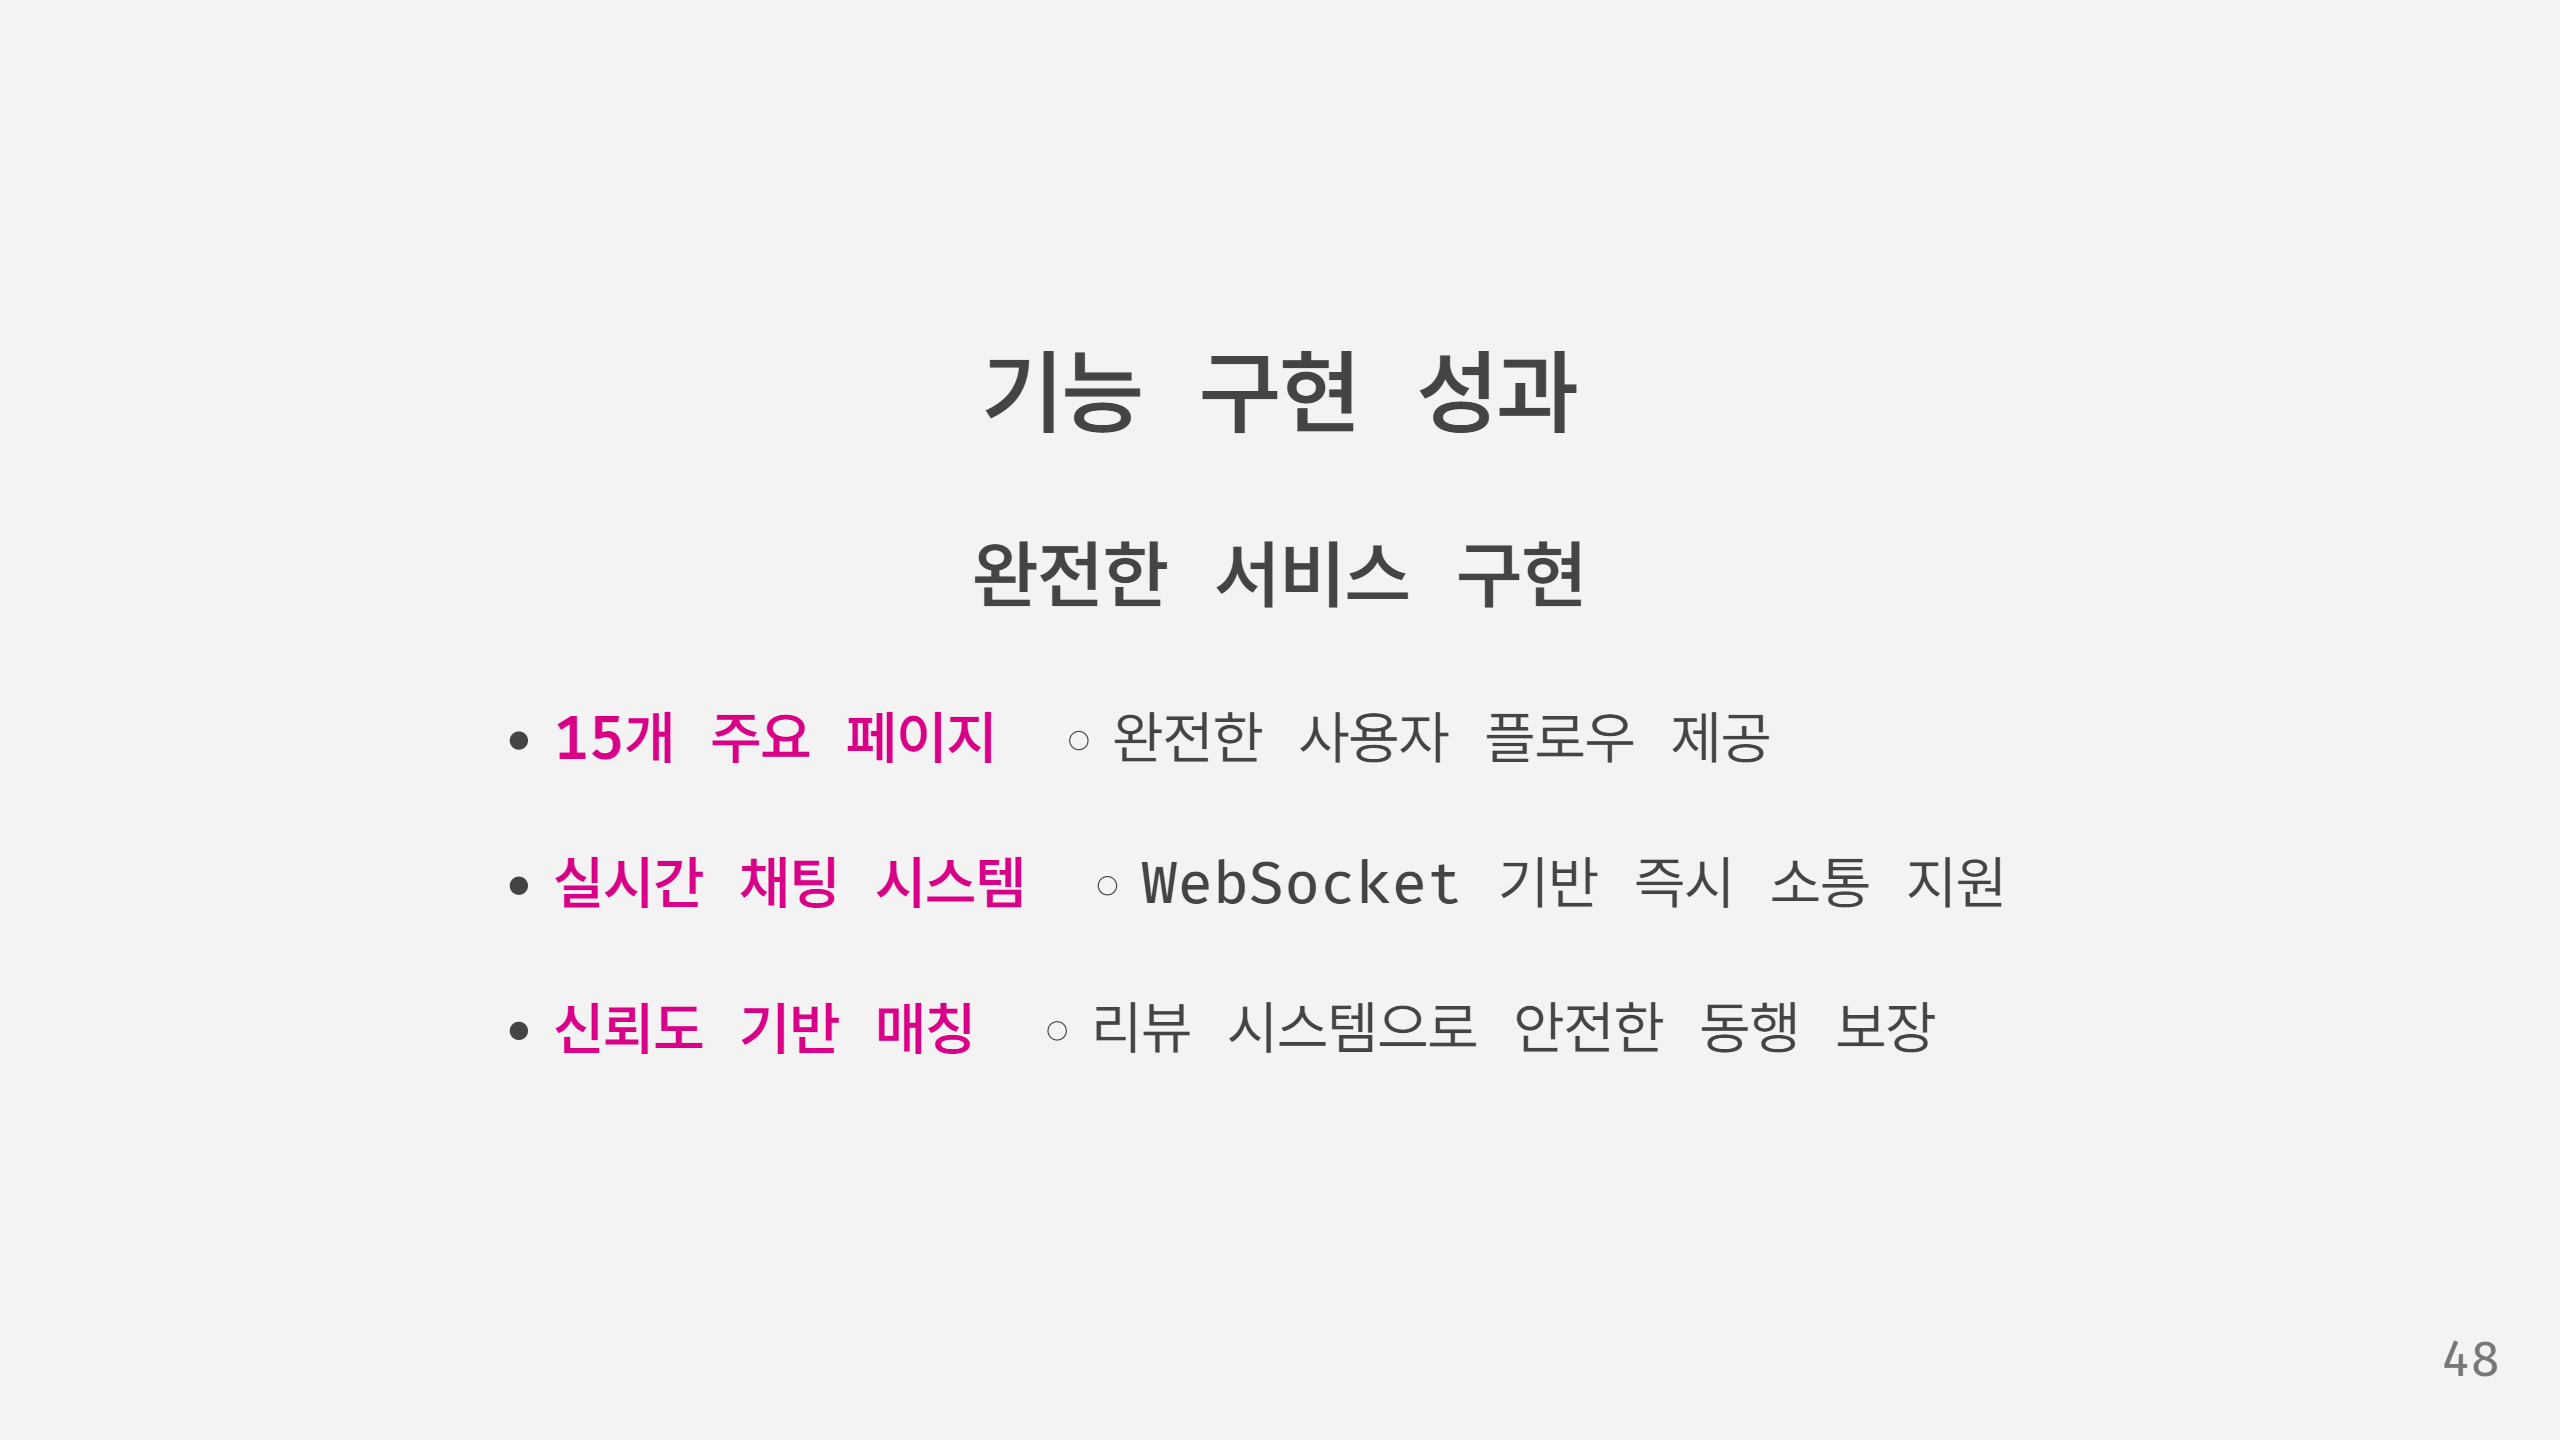 기능 구현 성과
완전한 서비스 구현
• 15개 주요 페이지 ○ 완전한 사용자 플로우 제공
• 실시간 채팅 시스템 ○ WebSocket 기반 즉시 소통 지원
• 신뢰도 기반 매칭 ○ 리뷰 시스템으로 안전한 동행 보장
48